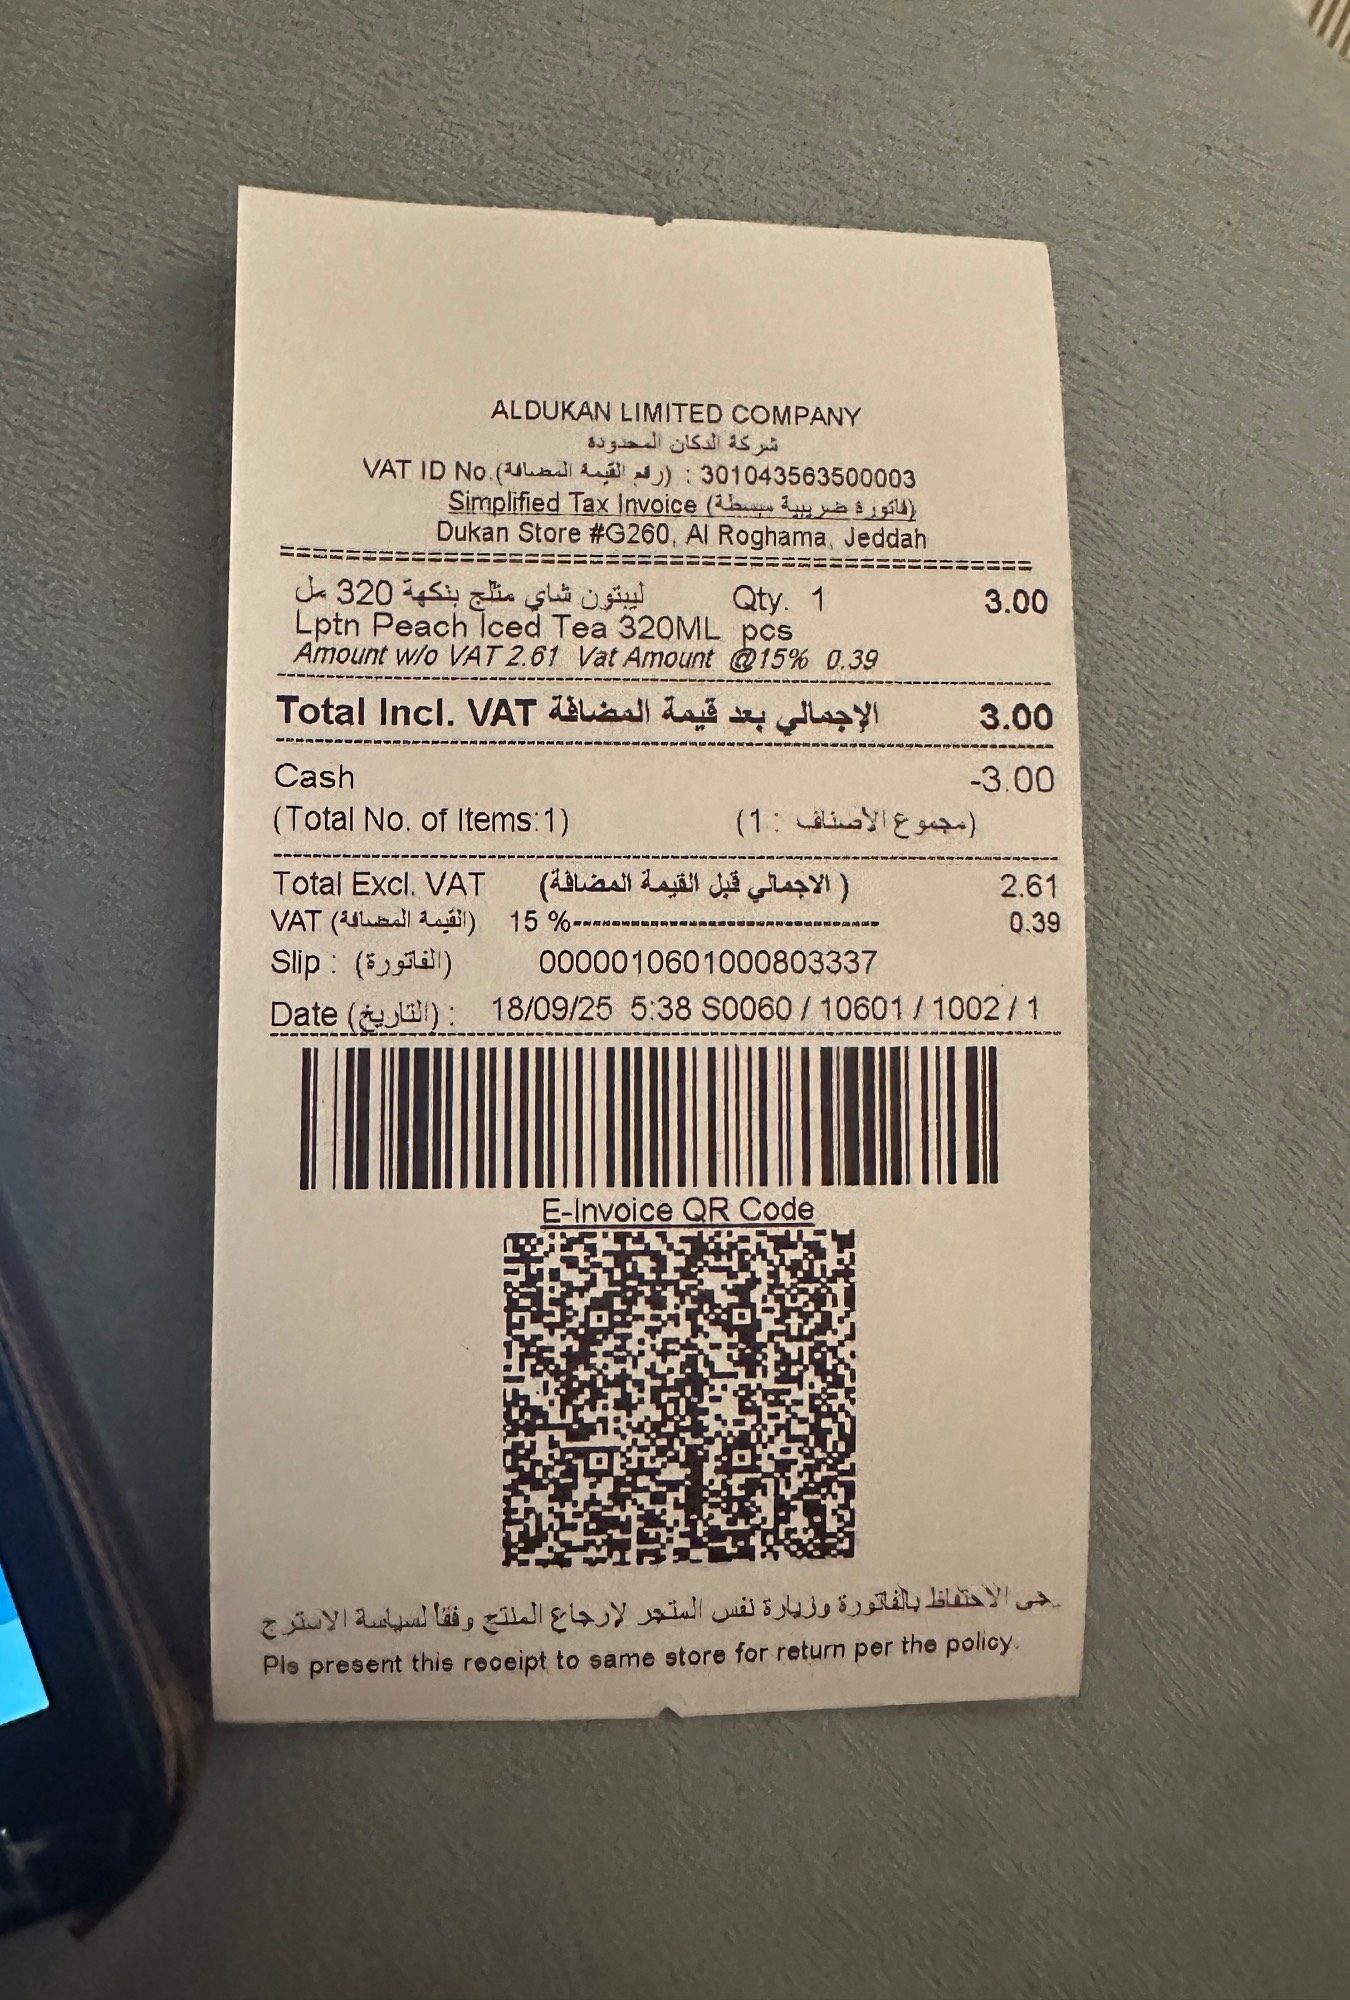 ALDUKAN LIMITED COMPANY
شركة الدكان المحدودة
VAT ID No.(رقم القيمة المضافة) : 301043563500003
Simplified Tax Invoice (فاتورة ضريبية مبسطة)
Dukan Store #G260, Al Roghama, Jeddah
ليبتون شاي مثلج بنكهة 320 مل Qty. 1 3.00
Lptn Peach Iced Tea 320ML pcs
Amount w/o VAT 2.61 Vat Amount @15% 0.39
Total Incl. VAT الإجمالي بعد قيمة المضافة 3.00
Cash -3.00
(Total No. of Items:1) (مجموع الأصناف : 1)
Total Excl. VAT (الاجمالي قبل القيمة المضافة) 2.61
VAT (القيمة المضافة) 15 %------------------------------ 0.39
Slip : (الفاتورة) 0000010601000803337
Date (التاريخ) : 18/09/25 5:38 S0060 / 10601 / 1002 / 1
E-Invoice QR Code
الاحتفاظ بالفاتورة وزيارة نفس المتجر لإرجاع المنتج وفقا لسياسة
Pls present this receipt to same store for return per the policy.